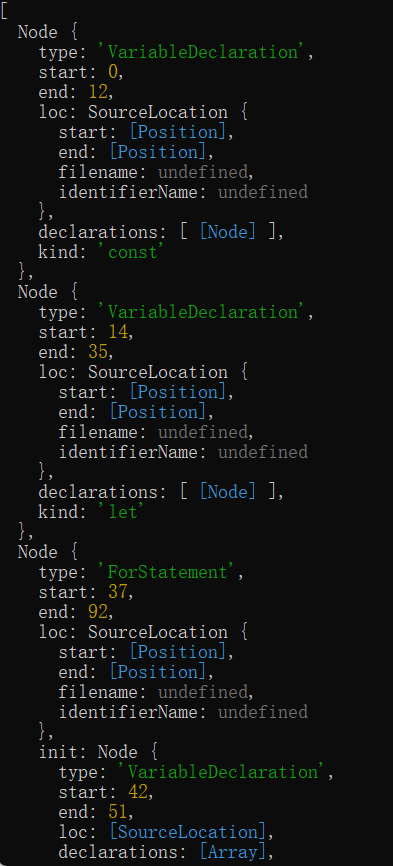 [
  Node {
    type: 'VariableDeclaration',
    start: 0,
    end: 12,
    loc: SourceLocation {
      start: [Position],
      end: [Position],
      filename: undefined,
      identifierName: undefined
    },
    declarations: [ [Node] ],
    kind: 'const'
  },
  Node {
    type: 'VariableDeclaration',
    start: 14,
    end: 35,
    loc: SourceLocation {
      start: [Position],
      end: [Position],
      filename: undefined,
      identifierName: undefined
    },
    declarations: [ [Node] ],
    kind: 'let'
  },
  Node {
    type: 'ForStatement',
    start: 37,
    end: 92,
    loc: SourceLocation {
      start: [Position],
      end: [Position],
      filename: undefined,
      identifierName: undefined
    },
    init: Node {
      type: 'VariableDeclaration',
      start: 42,
      end: 51,
      loc: [SourceLocation],
      declarations: [Array],